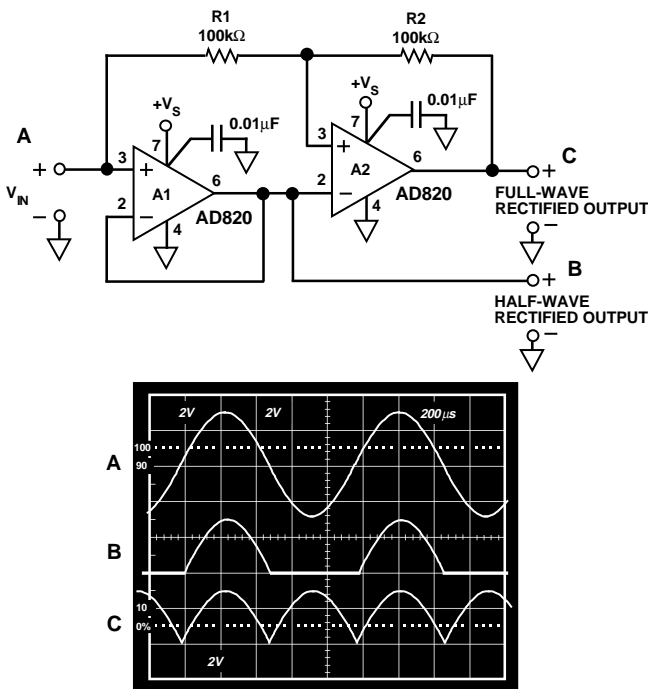 R1
100kΩ
R2
100kΩ
+VS
0.01µF
+VS
0.01µF
A
7
7
3
3
+
+
A1
A2
6
6
C
+
+
VIN
2
–
2
–
4
4
AD820
AD820
FULL-WAVE
RECTIFIED OUTPUT
–
–
B
+
HALF-WAVE
RECTIFIED OUTPUT
–
2V 2V 200µs
100
A
90
B
10
C
0%
2V